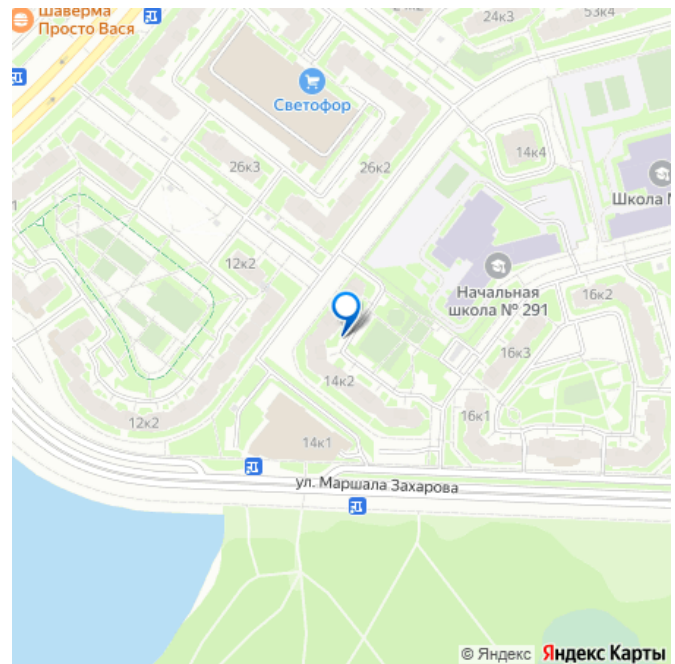 Шаверма
Просто Вася
24к3
53к4
Светофор
26к3
26к2
14к4
Школа
12к2
Начальная
школа № 291
16к2
16к3
14к2
12к2
16к1
14к1
ул. Маршала Захарова
© Яндекс Яндекс Карты